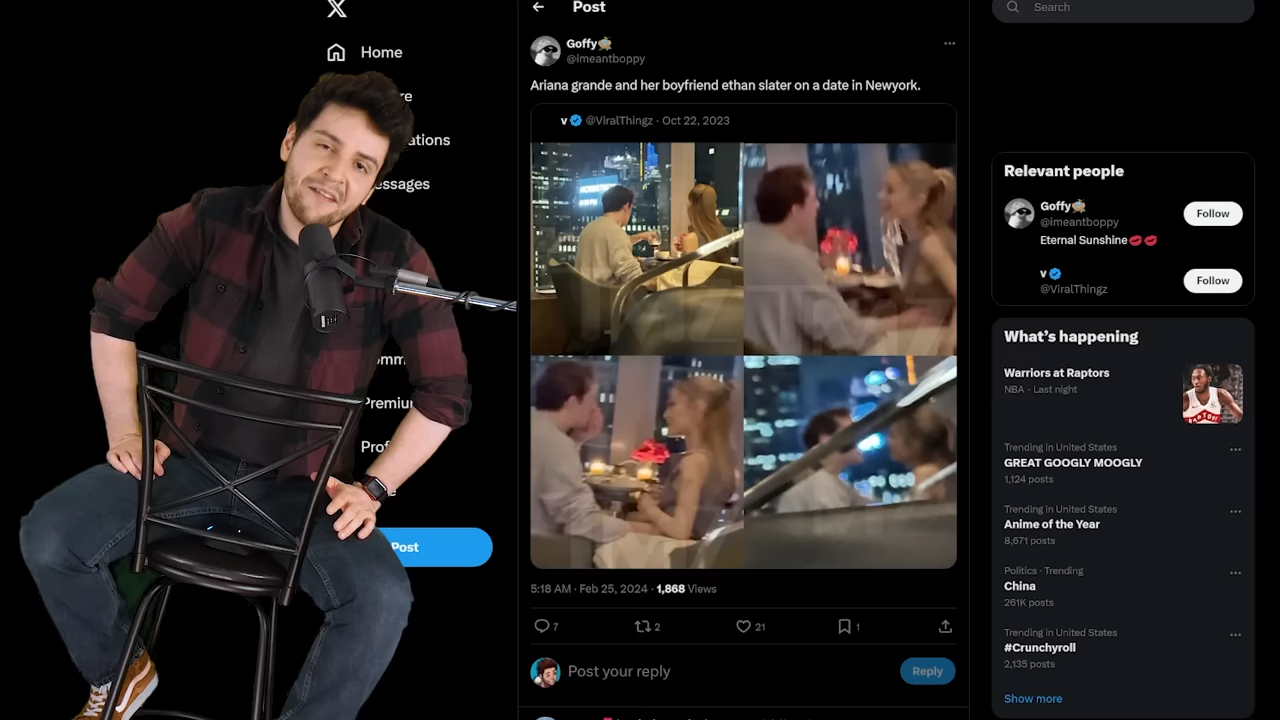 Home
re
ations
essages
omm
Premiu
Prof
e
Post
Post
Goffy
@imeantboppy
Ariana grande and her boyfriend ethan slater on a date in Newyork.
v @ViralThingz · Oct 22, 2023
5:18 AM · Feb 25, 2024 · 1,868 Views
7
2
21
1
Post your reply
Reply
Search
Relevant people
Goffy
@imeantboppy
Follow
Eternal Sunshine
v
@ViralThingz
Follow
What's happening
Warriors at Raptors
NBA · Last night
Trending in United States
GREAT GOOGLY MOOGLY
1,124 posts
Trending in United States
Anime of the Year
8,671 posts
Politics · Trending
China
261K posts
Trending in United States
#Crunchyroll
2,135 posts
Show more